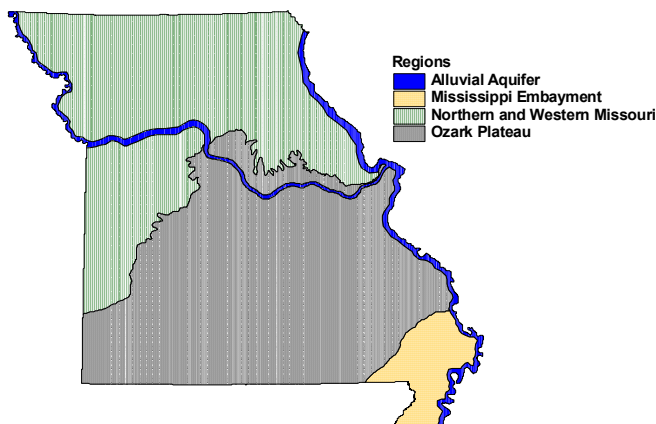 Regions
Alluvial Aquifer
Mississippi Embayment
Northern and Western Missouri
Ozark Plateau